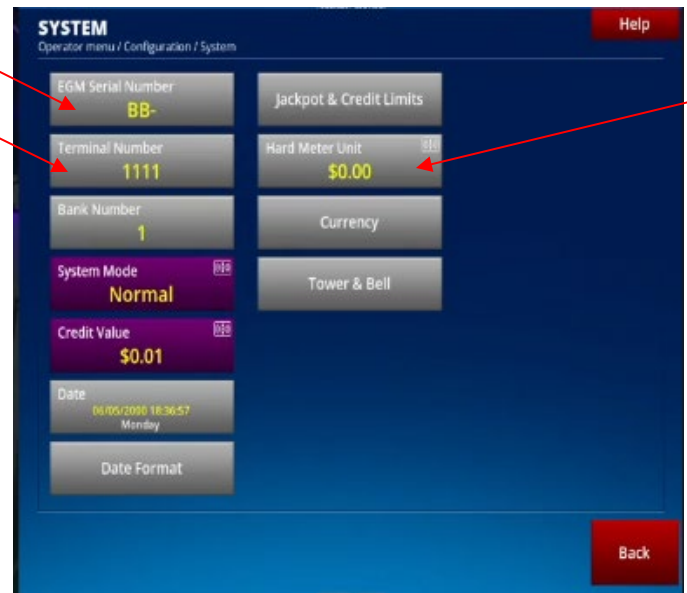 SYSTEM
Help
Operator menu / Configuration / System
EGM Serial Number
BB-
Terminal Number
1111
Bank Number
1
System Mode
Normal
Credit Value
$0.01
Date
06/05/2000 18:36:57
Monday
Date Format
Jackpot & Credit Limits
Hard Meter Unit
$0.00
Currency
Tower & Bell
Back